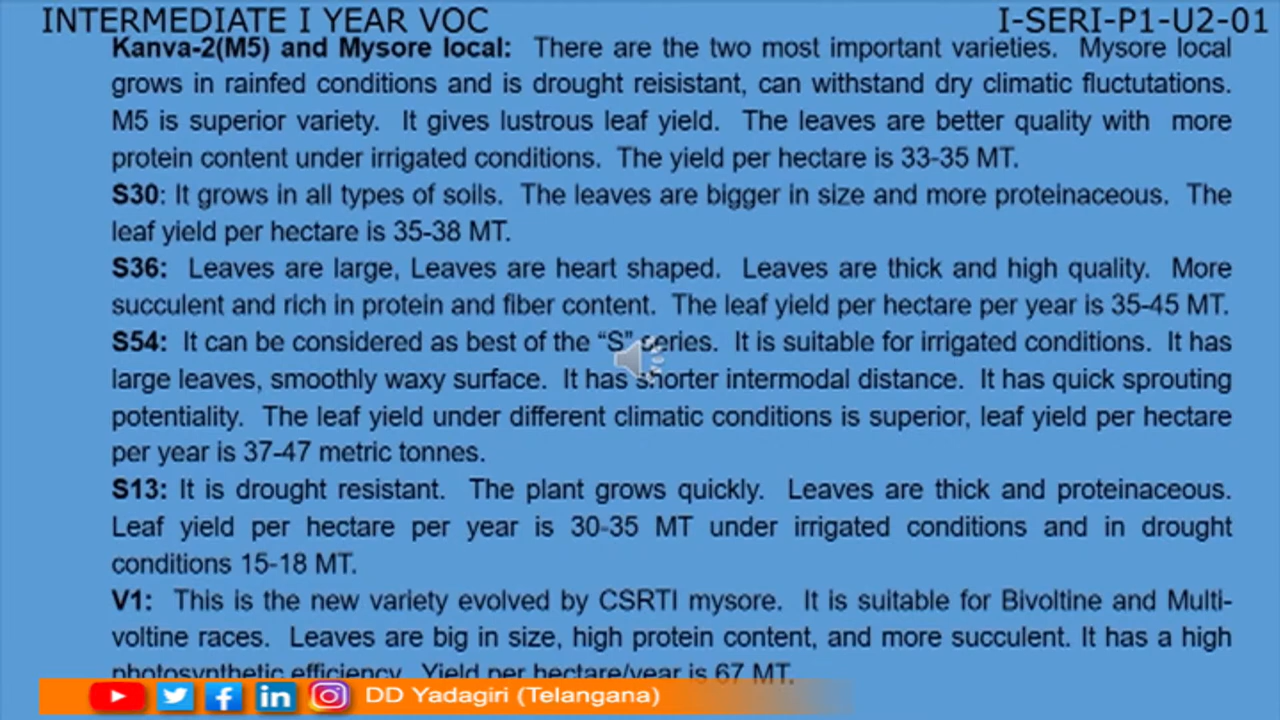 INTERMEDIATE I YEAR VOC
I-SERI-P1-U2-01
Kanva-2(M5) and Mysore local: There are the two most important varieties. Mysore local
grows in rainfed conditions and is drought reisistant, can withstand dry climatic fluctutations.
M5 is superior variety. It gives lustrous leaf yield. The leaves are better quality with more
protein content under irrigated conditions. The yield per hectare is 33-35 MT.
S30: It grows in all types of soils. The leaves are bigger in size and more proteinaceous. The
leaf yield per hectare is 35-38 MT.
S36: Leaves are large, Leaves are heart shaped. Leaves are thick and high quality. More
succulent and rich in protein and fiber content. The leaf yield per hectare per year is 35-45 MT.
S54: It can be considered as best of the “S” series. It is suitable for irrigated conditions. It has
large leaves, smoothly waxy surface. It has shorter intermodal distance. It has quick sprouting
potentiality. The leaf yield under different climatic conditions is superior, leaf yield per hectare
per year is 37-47 metric tonnes.
S13: It is drought resistant. The plant grows quickly. Leaves are thick and proteinaceous.
Leaf yield per hectare per year is 30-35 MT under irrigated conditions and in drought
conditions 15-18 MT.
V1: This is the new variety evolved by CSRTI mysore. It is suitable for Bivoltine and Multi-
voltine races. Leaves are big in size, high protein content, and more succulent. It has a high
photosynthetic efficiency. Yield per hectare/year is 67 MT.
DD Yadagiri (Telangana)